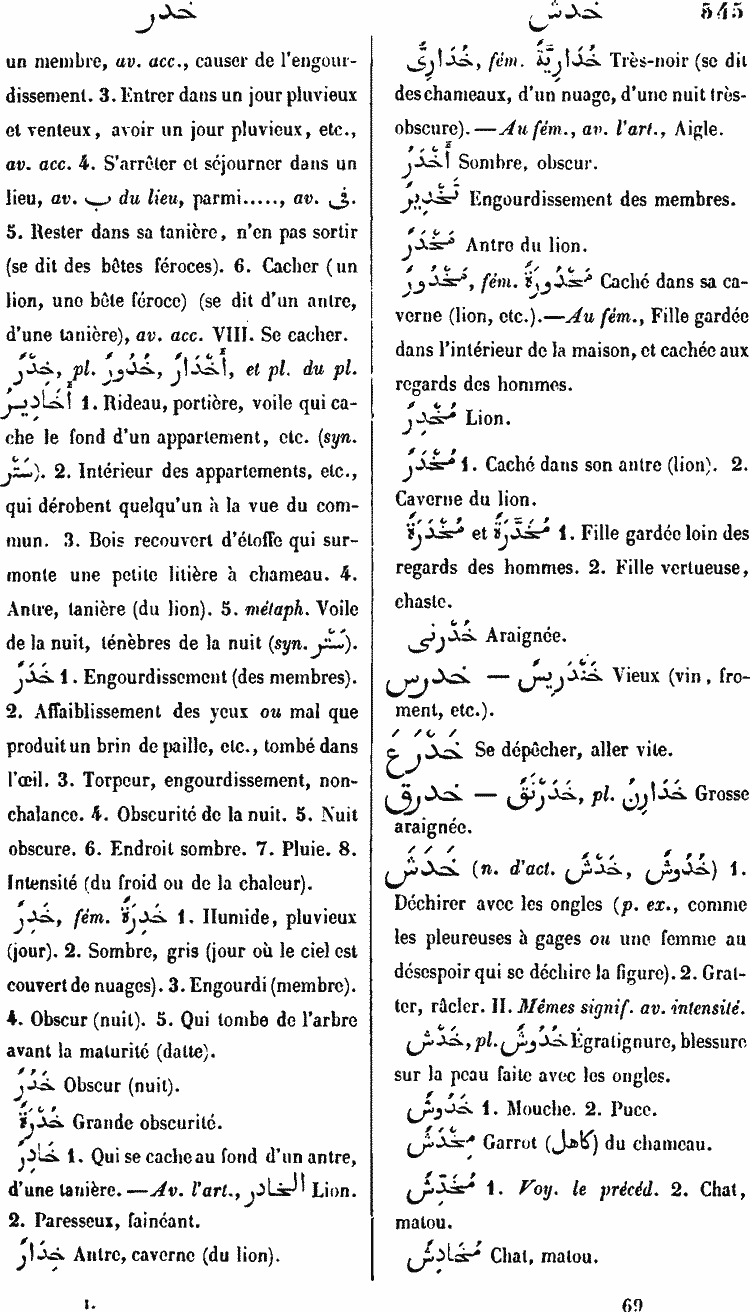 خدر
خدش
545
un membre, av. acc., causer de l'engour-
dissement. 3. Entrer dans un jour pluvieux
et venteux, avoir un jour pluvieux, etc.,
av. acc. 4. S'arrêter et séjourner dans un
lieu, av. ب du lieu, parmi....., av. فى.
5. Rester dans sa tanière, n'en pas sortir
(se dit des bêtes féroces). 6. Cacher (un
lion, une bête féroce) (se dit d'un antre,
d'une tanière), av. acc. VIII. Se cacher.
خِدْرٌ, pl. خُدُورٌ, أَخْدَارٌ, et pl. du pl.
أَخَادِيرُ 1. Rideau, portière, voile qui ca-
che le fond d'un appartement, etc. (syn.
سِتْر). 2. Intérieur des appartements, etc.,
qui dérobent quelqu'un à la vue du com-
mun. 3. Bois recouvert d'étoffe qui sur-
monte une petite litière à chameau. 4.
Antre, tanière (du lion). 5. métaph. Voile
de la nuit, ténèbres de la nuit (syn. سِتْر).
خَدَرٌ 1. Engourdissement (des membres).
2. Affaiblissement des yeux ou mal que
produit un brin de paille, etc., tombé dans
l'œil. 3. Torpeur, engourdissement, non-
chalance. 4. Obscurité de la nuit. 5. Nuit
obscure. 6. Endroit sombre. 7. Pluie. 8.
Intensité (du froid ou de la chaleur).
خَدِرٌ, fém. خَدِرَةٌ 1. Humide, pluvieux
(jour). 2. Sombre, gris (jour où le ciel est
couvert de nuages). 3. Engourdi (membre).
4. Obscur (nuit). 5. Qui tombe de l'arbre
avant la maturité (datte).
خَدُرٌ Obscur (nuit).
خُدْرَةٌ Grande obscurité.
خَادِرٌ 1. Qui se cache au fond d'un antre,
d'une tanière. — Av. l'art., الخادر Lion.
2. Paresseux, fainéant.
خِدَارٌ Antre, caverne (du lion).
I.
خُدَارِىٌّ, fém. خُدَارِيَّةٌ Très-noir (se dit
des chameaux, d'un nuage, d'une nuit très-
obscure). — Au fém., av. l'art., Aigle.
أَخْدَرُ Sombre, obscur.
تَخْدِيرٌ Engourdissement des membres.
مَخْدَرٌ Antre du lion.
مَخْدُورٌ, fém. مَخْدُورَةٌ Caché dans sa ca-
verne (lion, etc.). — Au fém., Fille gardée
dans l'intérieur de la maison, et cachée aux
regards des hommes.
مُخْدِرٌ Lion.
مُخْدَرٌ 1. Caché dans son antre (lion). 2.
Caverne du lion.
مُخْدَرَةٌ et مُخَدَّرَةٌ 1. Fille gardée loin des
regards des hommes. 2. Fille vertueuse,
chaste.
خَدَرْنَى Araignée.
خدرس — خَنْدَرِيسٌ Vieux (vin, fro-
ment, etc.).
خَدْرَعَ Se dépêcher, aller vite.
خدرق — خَدَرْنَقٌ, pl. خَدَارِنُ Grosse
araignée.
خَدَشَ (n. d'act. خَدْشٌ, خُدُوشٌ) 1.
Déchirer avec les ongles (p. ex., comme
les pleureuses à gages ou une femme au
désespoir qui se déchire la figure). 2. Grat-
ter, râcler. II. Mêmes signif. av. intensité.
خَدْشٌ, pl. خُدُوشٌ Égratignure, blessure
sur la peau faite avec les ongles.
خَدُوشٌ 1. Mouche. 2. Puce.
مِخْدَشٌ Garrot (كاهل) du chameau.
مُخَدِّشٌ 1. Voy. le précéd. 2. Chat,
matou.
مُخَادِشٌ Chat, matou.
69